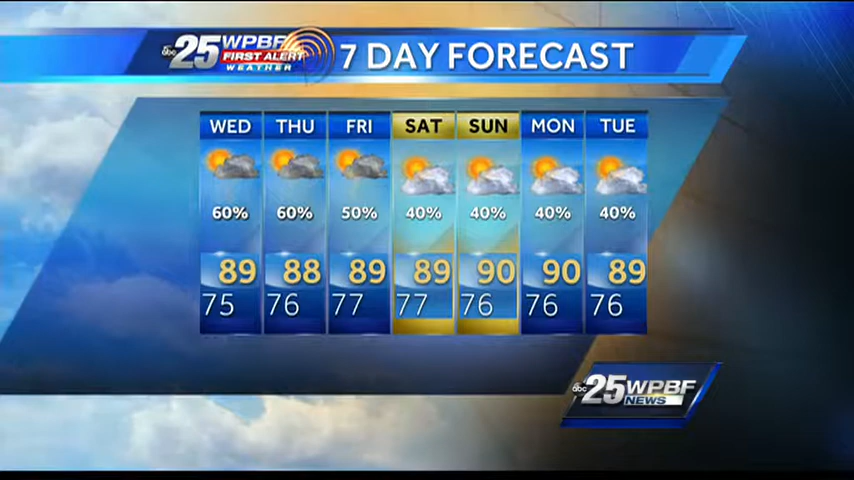 abc 25 WPBF FIRST ALERT WEATHER 7 DAY FORECAST
WED THU FRI SAT SUN MON TUE
60% 60% 50% 40% 40% 40% 40%
89 88 89 89 90 90 89
75 76 77 77 76 76 76
abc 25 WPBF NEWS